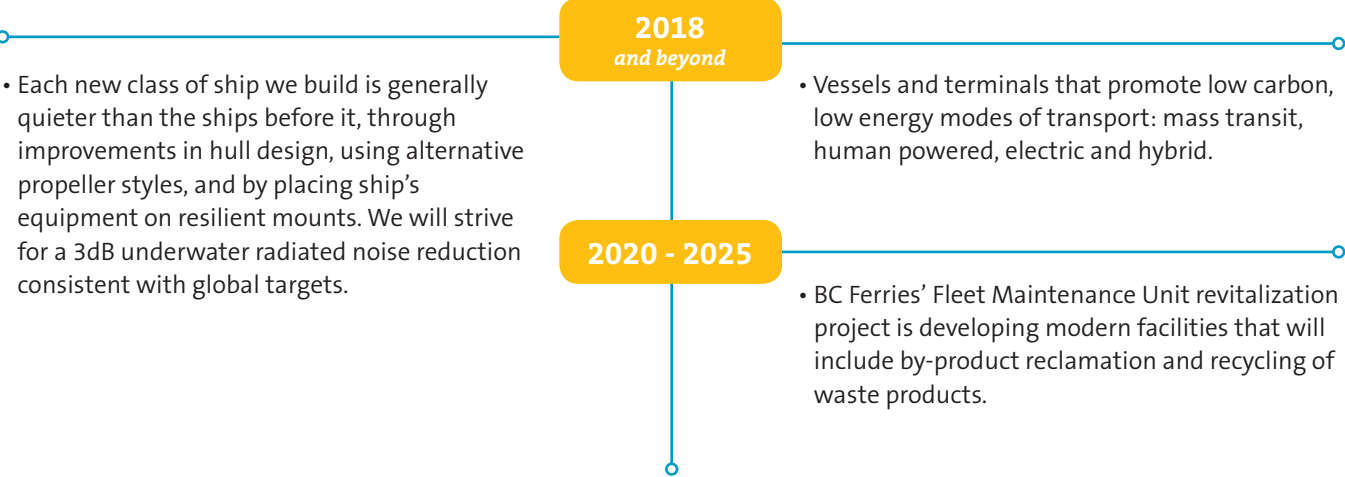 2018
and beyond
• Each new class of ship we build is generally
quieter than the ships before it, through
improvements in hull design, using alternative
propeller styles, and by placing ship’s
equipment on resilient mounts. We will strive
for a 3dB underwater radiated noise reduction
consistent with global targets.
• Vessels and terminals that promote low carbon,
low energy modes of transport: mass transit,
human powered, electric and hybrid.
2020 - 2025
• BC Ferries’ Fleet Maintenance Unit revitalization
project is developing modern facilities that will
include by-product reclamation and recycling of
waste products.